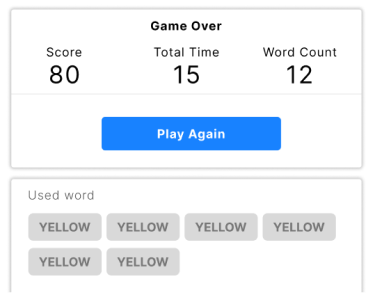 Game Over
Score Total Time Word Count
80 15 12
Play Again
Used word
YELLOW YELLOW YELLOW YELLOW
YELLOW YELLOW